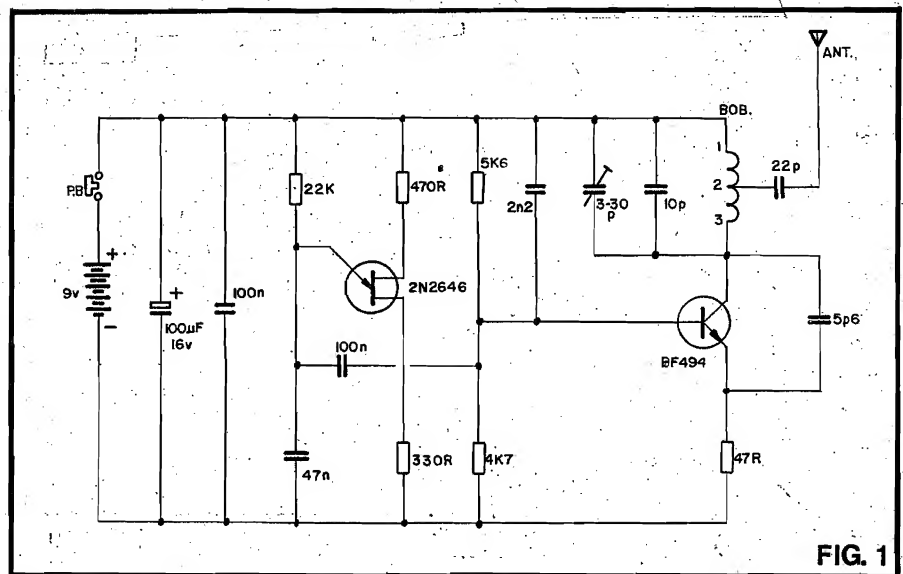 ANT.
BOB.
1
2
3
22p
P.B
9v
+
-
+
100µF
16v
100n
22K
470R
5K6
2n2
3-30
p
10p
2N2646
100n
47n
330R
4K7
BF494
5p6
47R
FIG. 1